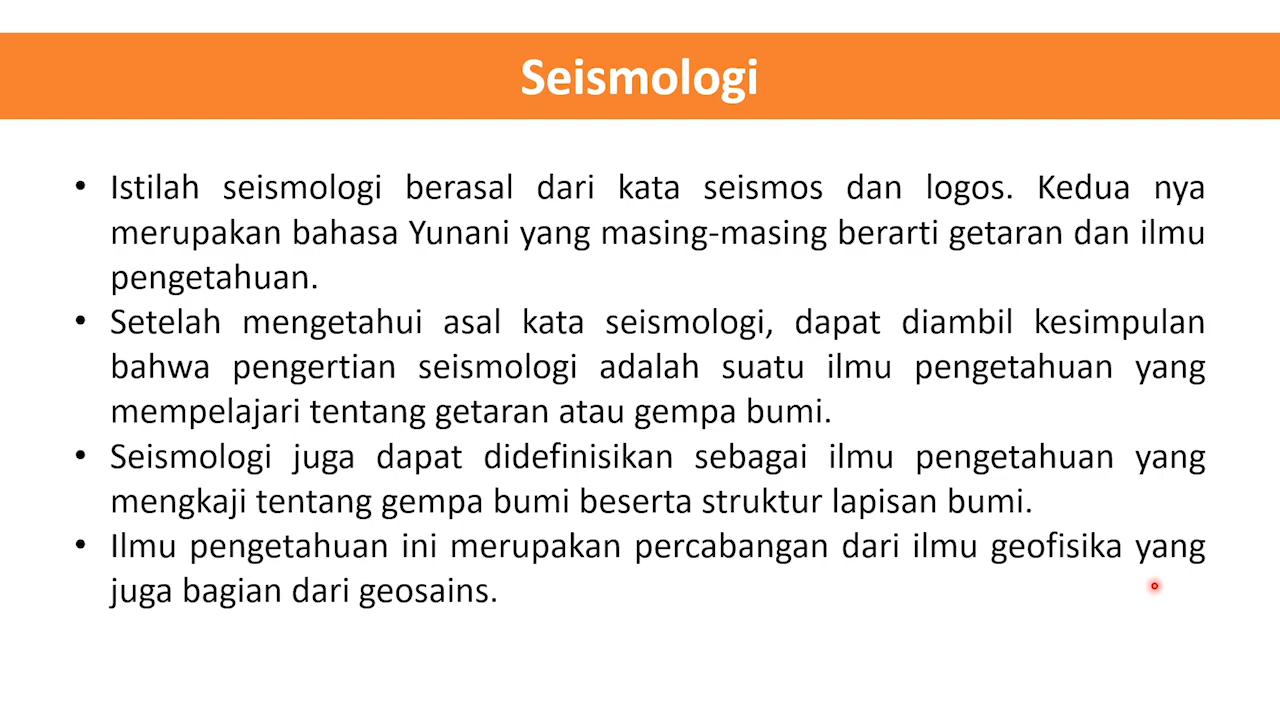 Seismologi
• Istilah seismologi berasal dari kata seismos dan logos. Kedua nya
merupakan bahasa Yunani yang masing-masing berarti getaran dan ilmu
pengetahuan.
• Setelah mengetahui asal kata seismologi, dapat diambil kesimpulan
bahwa pengertian seismologi adalah suatu ilmu pengetahuan yang
mempelajari tentang getaran atau gempa bumi.
• Seismologi juga dapat didefinisikan sebagai ilmu pengetahuan yang
mengkaji tentang gempa bumi beserta struktur lapisan bumi.
• Ilmu pengetahuan ini merupakan percabangan dari ilmu geofisika yang
juga bagian dari geosains.